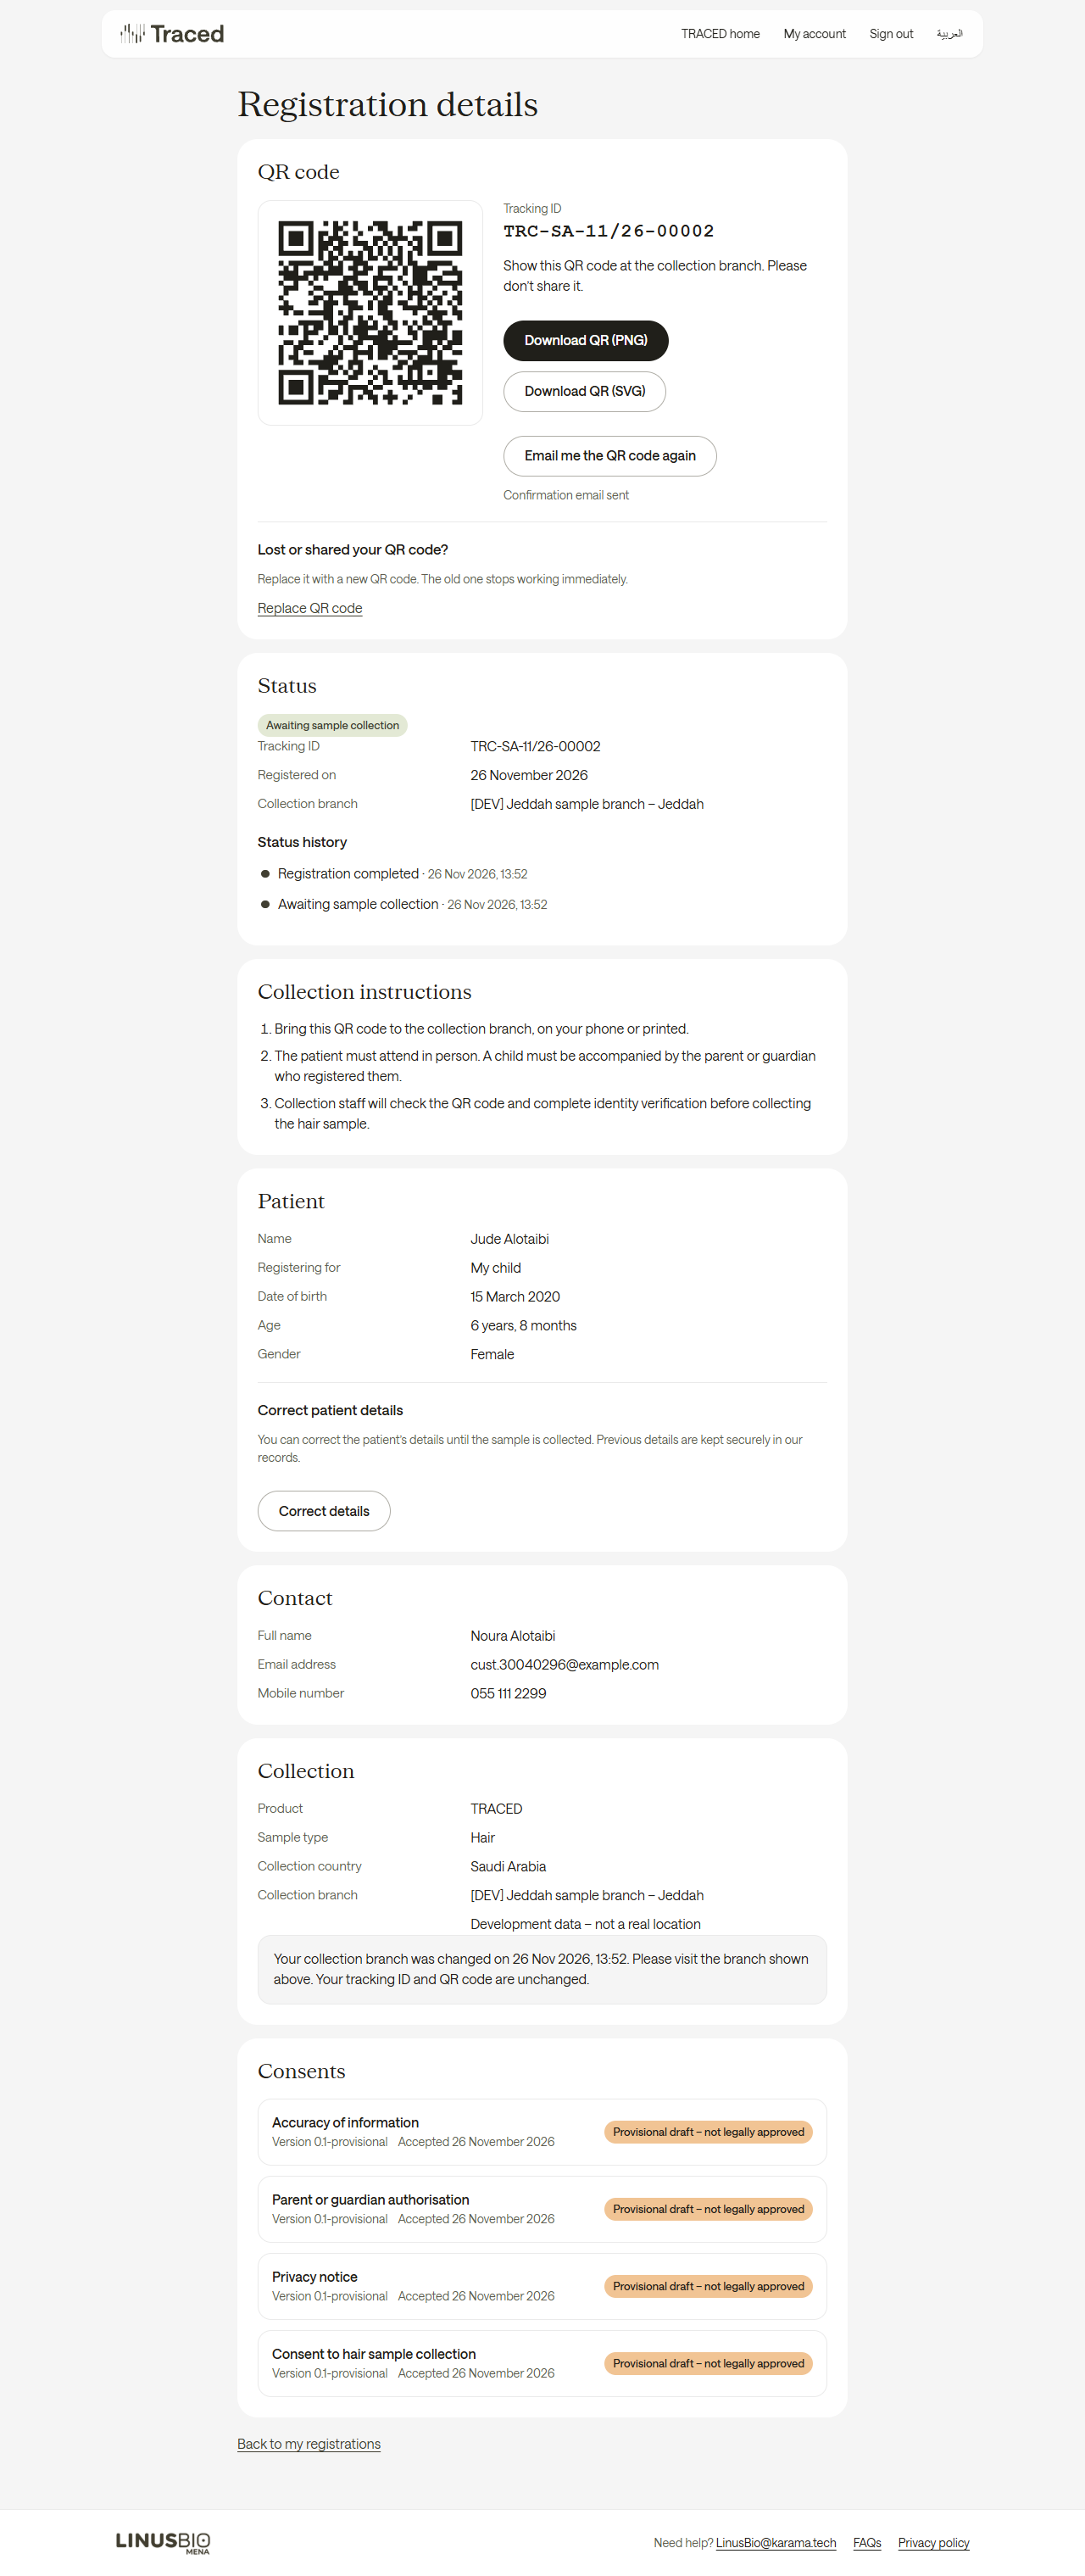 Traced
TRACED home
My account
Sign out
العربية
Registration details
QR code
Tracking ID
TRC-SA-11/26-00002
Show this QR code at the collection branch. Please
don't share it.
Download QR (PNG)
Download QR (SVG)
Email me the QR code again
Confirmation email sent
Lost or shared your QR code?
Replace it with a new QR code. The old one stops working immediately.
Replace QR code
Status
Awaiting sample collection
Tracking ID TRC-SA-11/26-00002
Registered on 26 November 2026
Collection branch [DEV] Jeddah sample branch – Jeddah
Status history
Registration completed · 26 Nov 2026, 13:52
Awaiting sample collection · 26 Nov 2026, 13:52
Collection instructions
1. Bring this QR code to the collection branch, on your phone or printed.
2. The patient must attend in person. A child must be accompanied by the parent or guardian
who registered them.
3. Collection staff will check the QR code and complete identity verification before collecting
the hair sample.
Patient
Name Jude Alotaibi
Registering for My child
Date of birth 15 March 2020
Age 6 years, 8 months
Gender Female
Correct patient details
You can correct the patient's details until the sample is collected. Previous details are kept securely in our
records.
Correct details
Contact
Full name Noura Alotaibi
Email address cust.30040296@example.com
Mobile number 055 111 2299
Collection
Product TRACED
Sample type Hair
Collection country Saudi Arabia
Collection branch [DEV] Jeddah sample branch – Jeddah
Development data – not a real location
Your collection branch was changed on 26 Nov 2026, 13:52. Please visit the branch shown
above. Your tracking ID and QR code are unchanged.
Consents
Accuracy of information
Version 0.1-provisional Accepted 26 November 2026
Provisional draft – not legally approved
Parent or guardian authorisation
Version 0.1-provisional Accepted 26 November 2026
Provisional draft – not legally approved
Privacy notice
Version 0.1-provisional Accepted 26 November 2026
Provisional draft – not legally approved
Consent to hair sample collection
Version 0.1-provisional Accepted 26 November 2026
Provisional draft – not legally approved
Back to my registrations
LINUSBIO
MENA
Need help? LinusBio@karama.tech
FAQs
Privacy policy